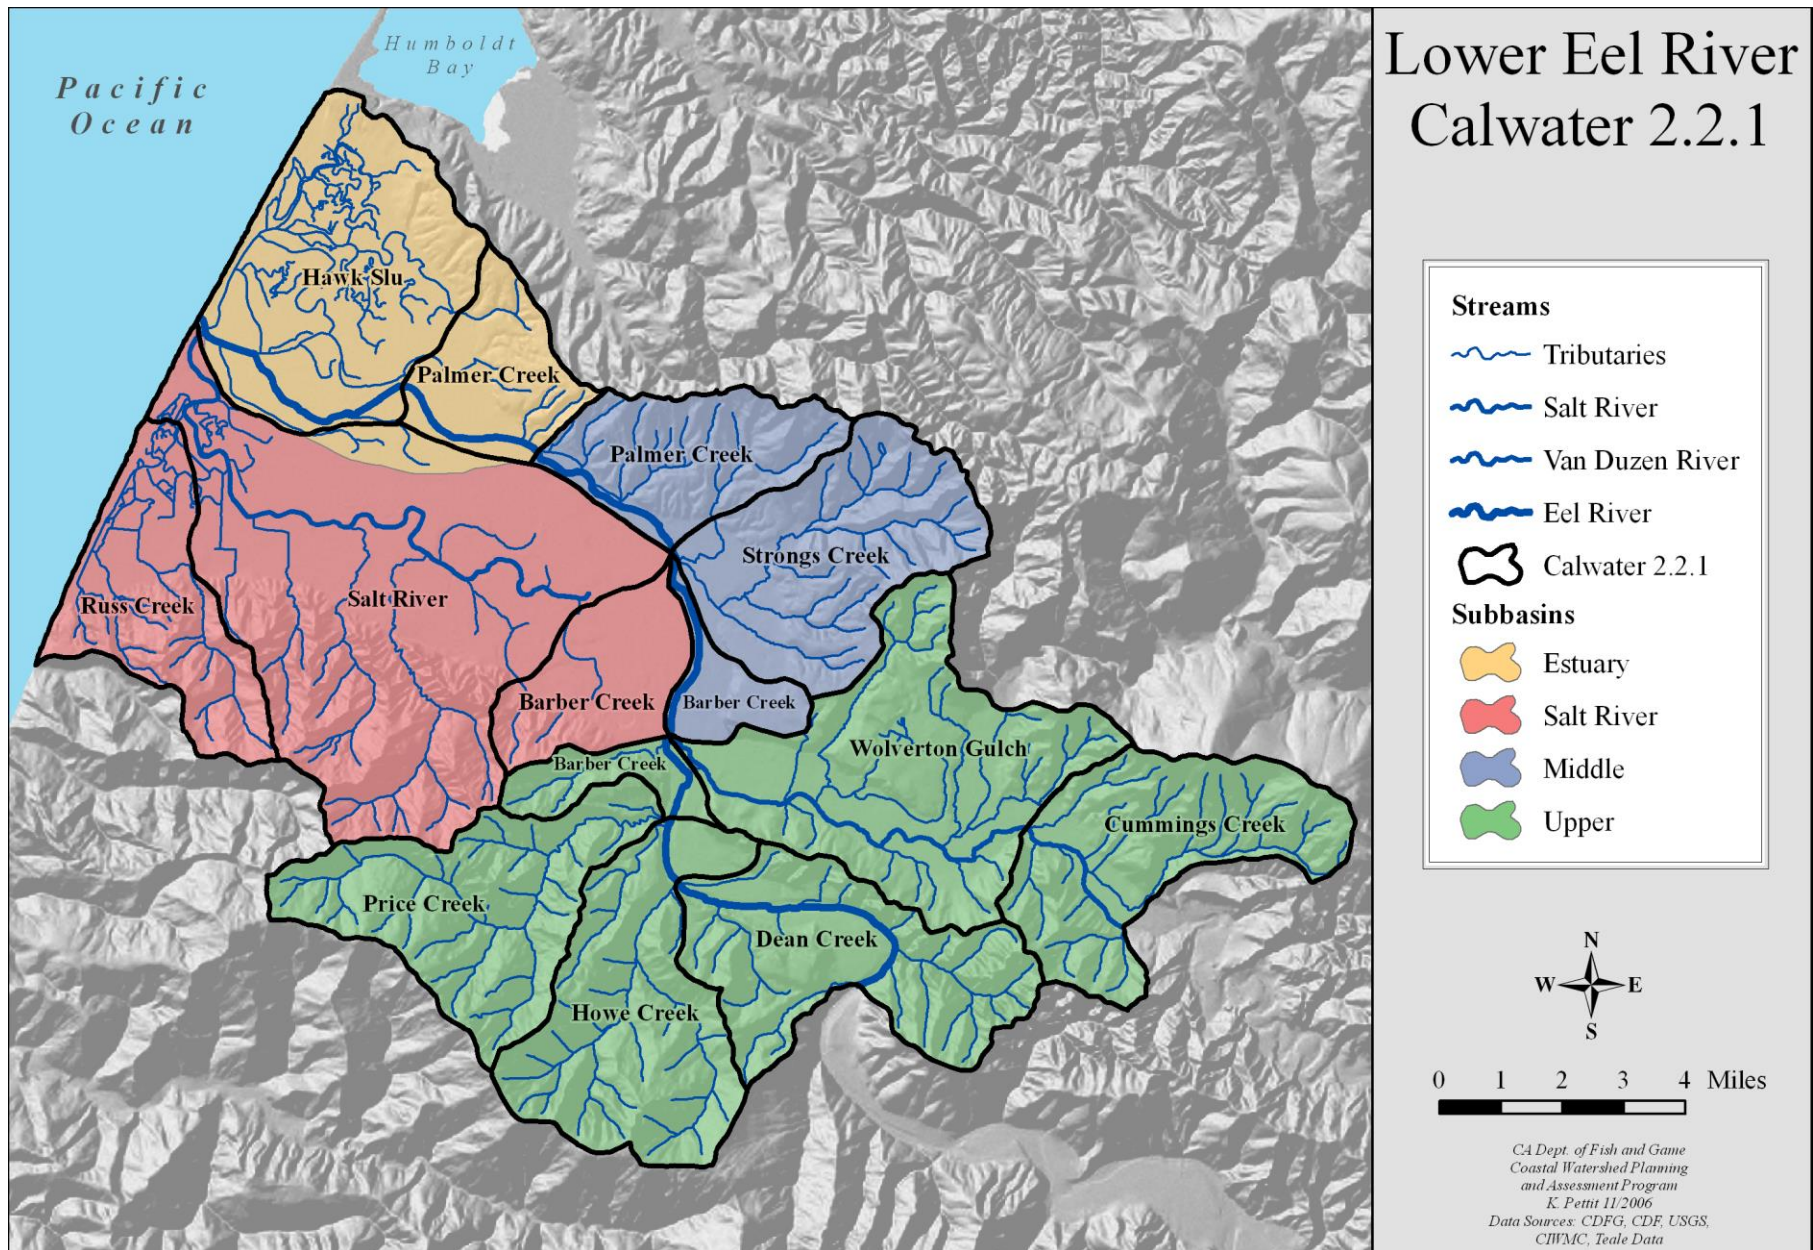 Humboldt
Bay
Pacific
Ocean
Hawk Slu
Palmer Creek
Palmer Creek
Strongs Creek
Russ Creek
Salt River
Barber Creek
Barber Creek
Barber Creek
Wolverton Gulch
Cummings Creek
Price Creek
Dean Creek
Howe Creek
Lower Eel River
Calwater 2.2.1
Streams
Tributaries
Salt River
Van Duzen River
Eel River
Calwater 2.2.1
Subbasins
Estuary
Salt River
Middle
Upper
N
W E
S
0 1 2 3 4 Miles
CA Dept. of Fish and Game
Coastal Watershed Planning
and Assessment Program
K. Pettit 11/2006
Data Sources: CDFG, CDF, USGS,
CIWMC, Teale Data